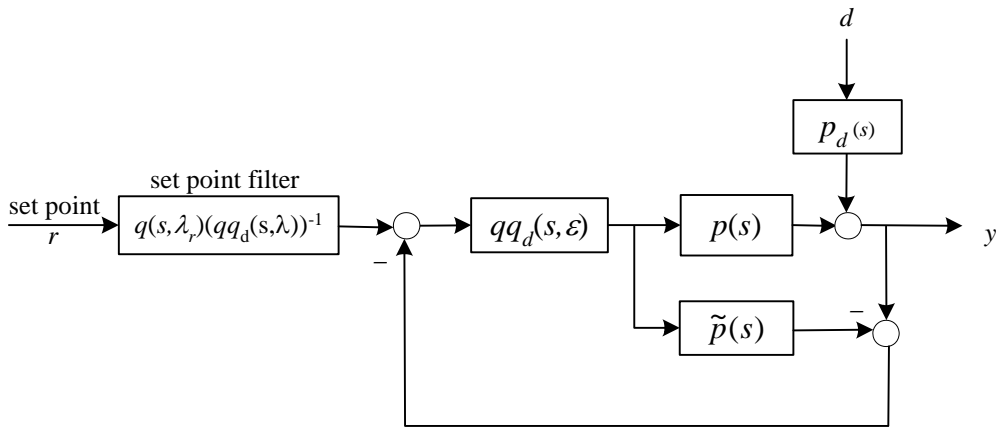 d
p_d (s)
set point filter
set point
r
q(s,λ_r)(qq_d(s,λ))⁻¹
−
qq_d(s,ε)
p(s)
y
−
p̃(s)